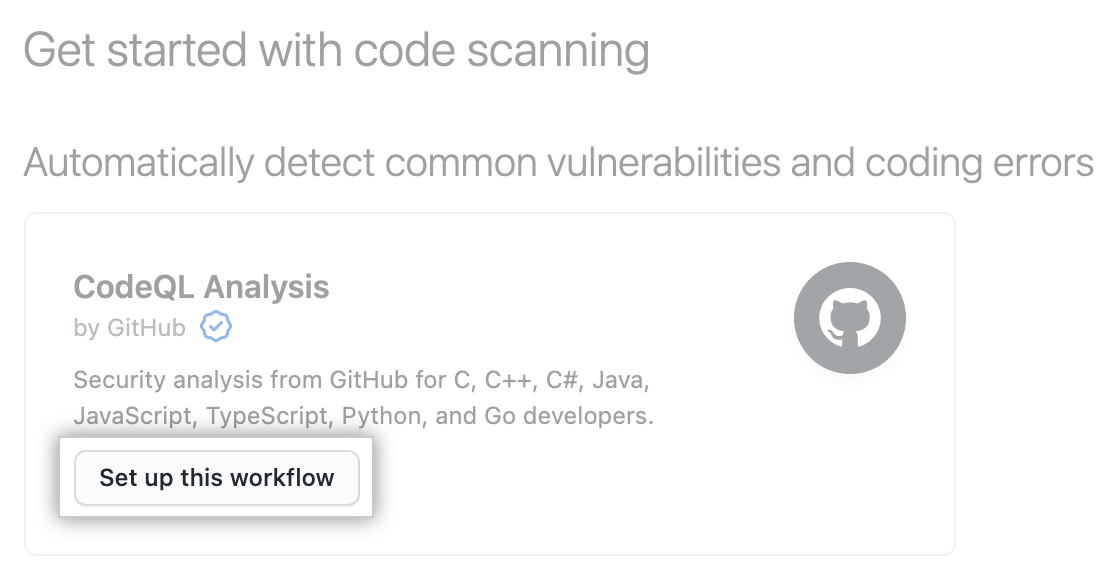 Get started with code scanning
Automatically detect common vulnerabilities and coding errors
CodeQL Analysis
by GitHub
Security analysis from GitHub for C, C++, C#, Java,
JavaScript, TypeScript, Python, and Go developers.
Set up this workflow